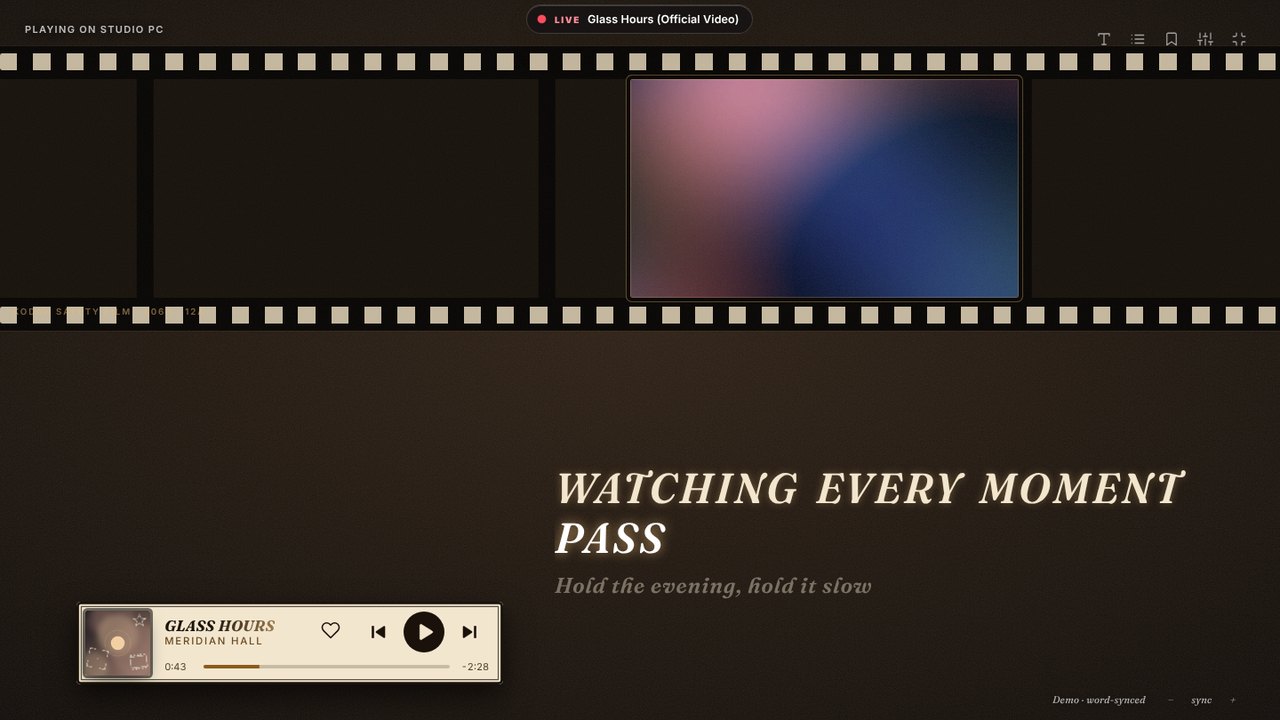 PLAYING ON STUDIO PC
LIVE Glass Hours (Official Video)
WATCHING EVERY MOMENT
PASS
Hold the evening, hold it slow
GLASS HOURS
MERIDIAN HALL
0:43
-2:28
Demo · word-synced − sync +